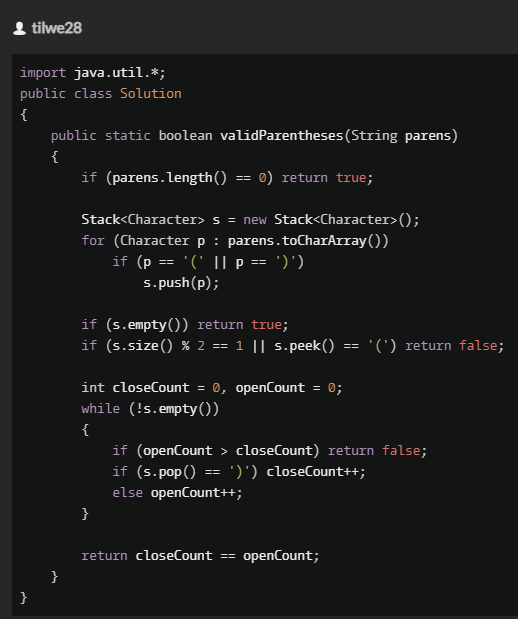 tilwe28
import java.util.*;
public class Solution
{
    public static boolean validParentheses(String parens)
    {
        if (parens.length() == 0) return true;

        Stack<Character> s = new Stack<Character>();
        for (Character p : parens.toCharArray())
            if (p == '(' || p == ')')
                s.push(p);

        if (s.empty()) return true;
        if (s.size() % 2 == 1 || s.peek() == '(') return false;

        int closeCount = 0, openCount = 0;
        while (!s.empty())
        {
            if (openCount > closeCount) return false;
            if (s.pop() == ')') closeCount++;
            else openCount++;
        }

        return closeCount == openCount;
    }
}